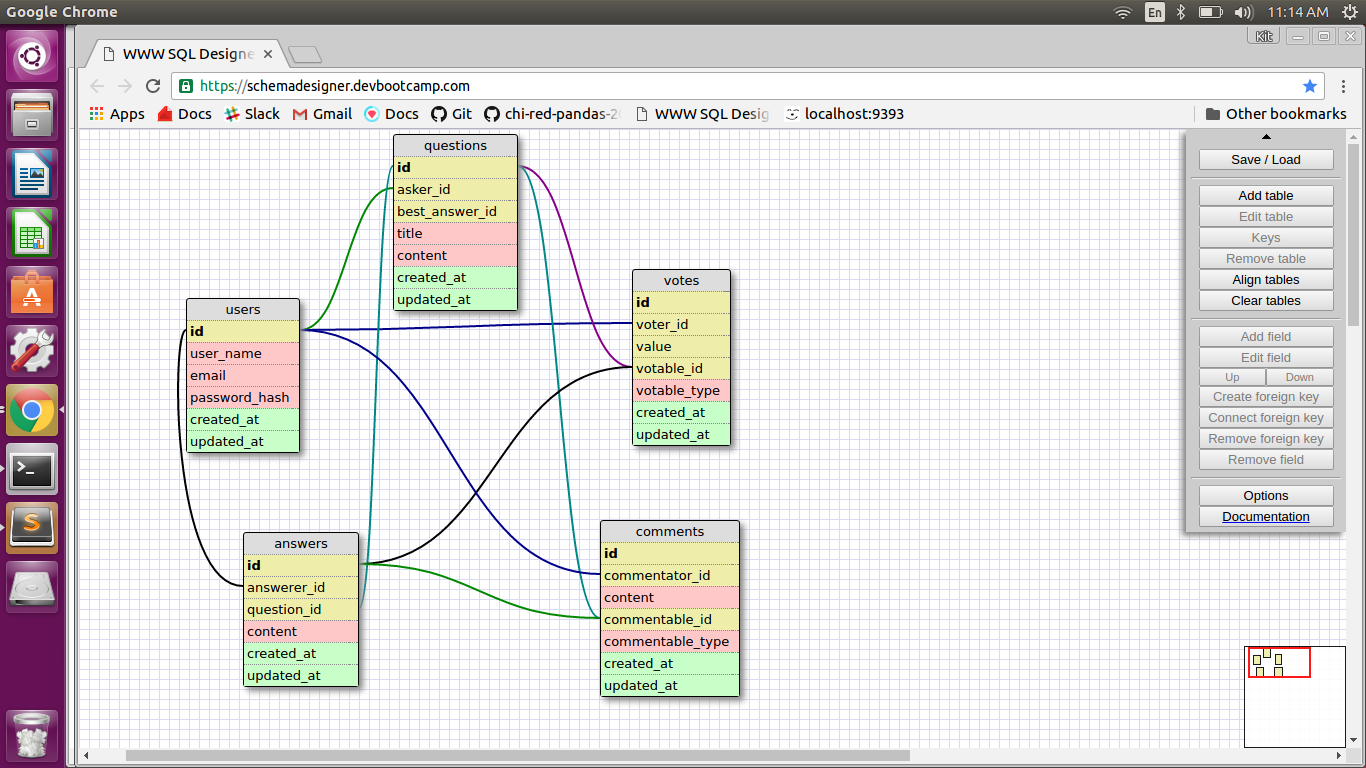 Google Chrome
En
11:14 AM
WWW SQL Designe
Kit
https://schemadesigner.devbootcamp.com
Apps
Docs
Slack
Gmail
Docs
Git
chi-red-pandas-20
WWW SQL Desig
localhost:9393
Other bookmarks
questions
id
asker_id
best_answer_id
title
content
created_at
updated_at
users
id
user_name
email
password_hash
created_at
updated_at
votes
id
voter_id
value
votable_id
votable_type
created_at
updated_at
answers
id
answerer_id
question_id
content
created_at
updated_at
comments
id
commentator_id
content
commentable_id
commentable_type
created_at
updated_at
Save / Load
Add table
Edit table
Keys
Remove table
Align tables
Clear tables
Add field
Edit field
Up
Down
Create foreign key
Connect foreign key
Remove foreign key
Remove field
Options
Documentation